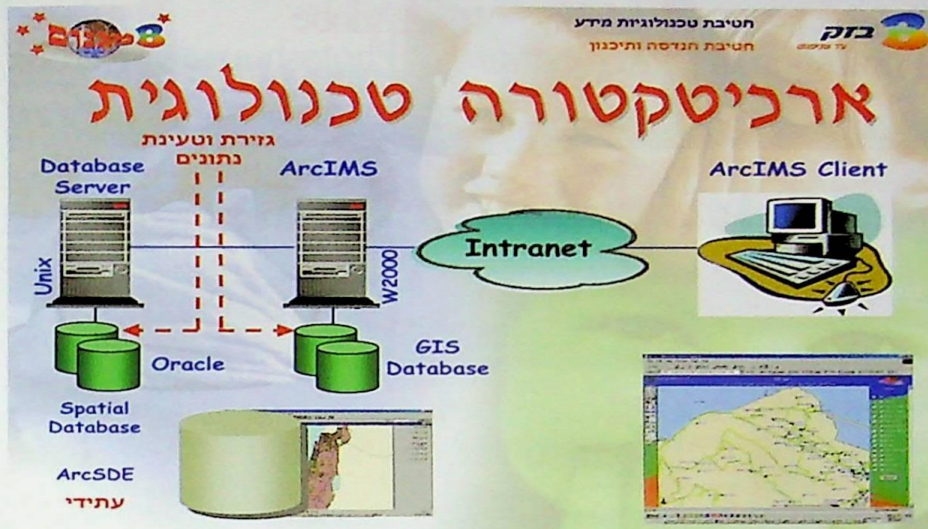 חטיבת טכנולוגיות מידע
חטיבת הנדסה ותיכנון
בזק
ארכיטקטורה טכנולוגית
גזירת וטעינת
נתונים
Database
Server
ArcIMS
ArcIMS Client
Unix
W2000
Intranet
Oracle
GIS
Database
Spatial
Database
ArcSDE
עתידי